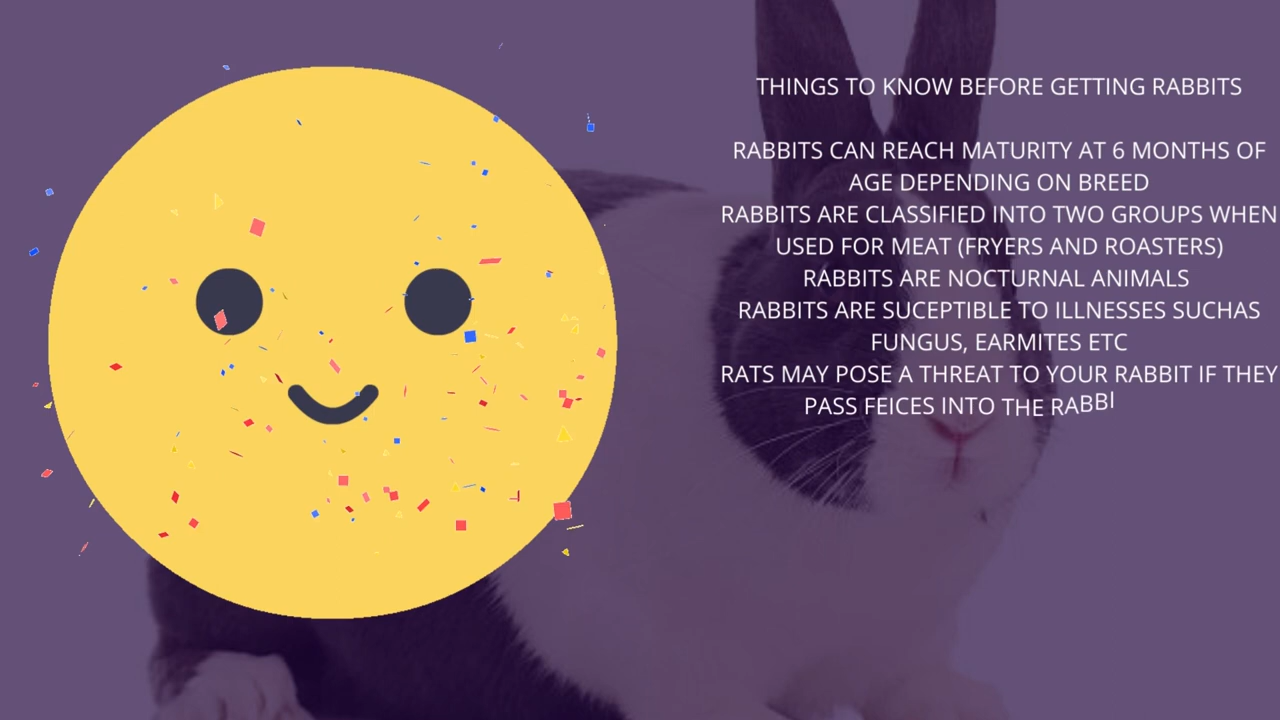 THINGS TO KNOW BEFORE GETTING RABBITS
RABBITS CAN REACH MATURITY AT 6 MONTHS OF
AGE DEPENDING ON BREED
RABBITS ARE CLASSIFIED INTO TWO GROUPS WHEN
USED FOR MEAT (FRYERS AND ROASTERS)
RABBITS ARE NOCTURNAL ANIMALS
RABBITS ARE SUCEPTIBLE TO ILLNESSES SUCHAS
FUNGUS, EARMITES ETC
RATS MAY POSE A THREAT TO YOUR RABBIT IF THEY
PASS FEICES INTO THE RABBI